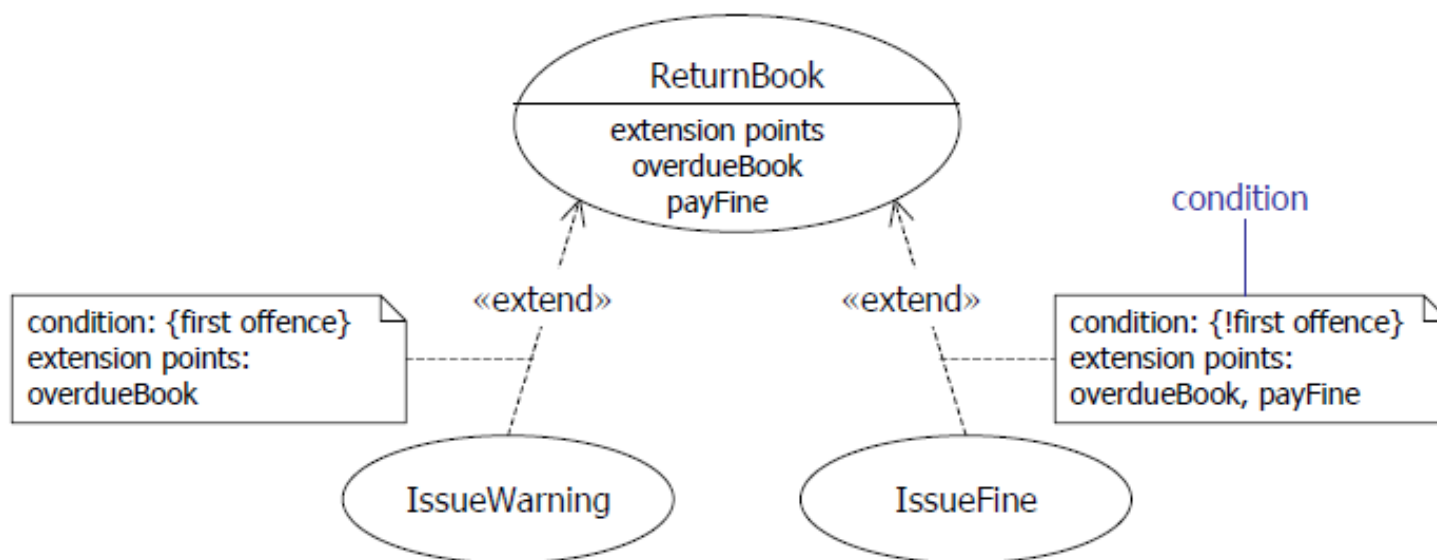 ReturnBook
extension points
overdueBook
payFine
condition
«extend»
«extend»
condition: {first offence}
extension points:
overdueBook
condition: {!first offence}
extension points:
overdueBook, payFine
IssueWarning
IssueFine